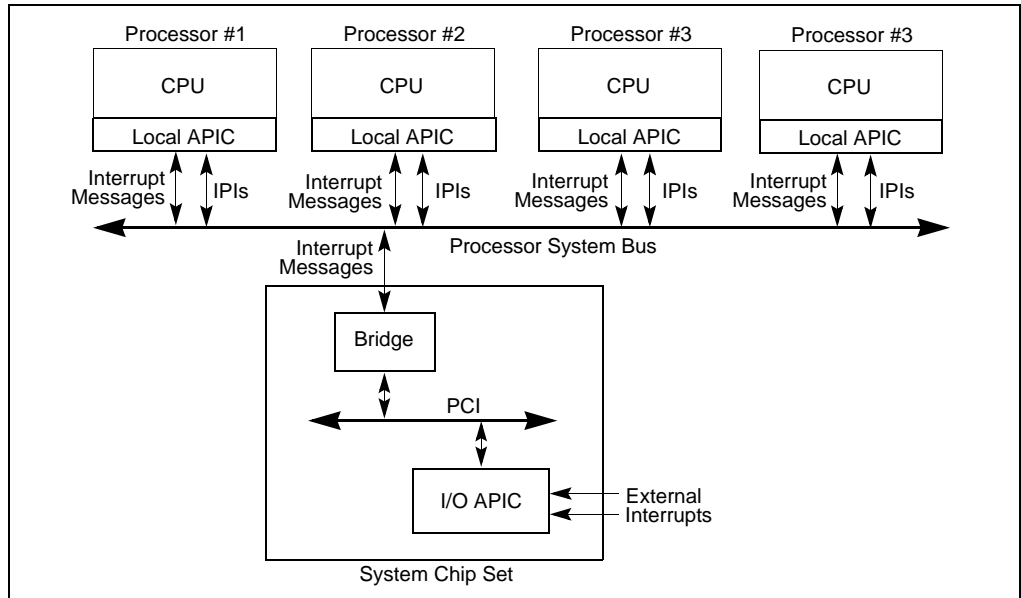 Processor #1
Processor #2
Processor #3
Processor #3
CPU
CPU
CPU
CPU
Local APIC
Local APIC
Local APIC
Local APIC
Interrupt
Messages
IPIs
Interrupt
Messages
IPIs
Interrupt
Messages
IPIs
Interrupt
Messages
IPIs
Processor System Bus
Interrupt
Messages
Bridge
PCI
I/O APIC
External
Interrupts
System Chip Set